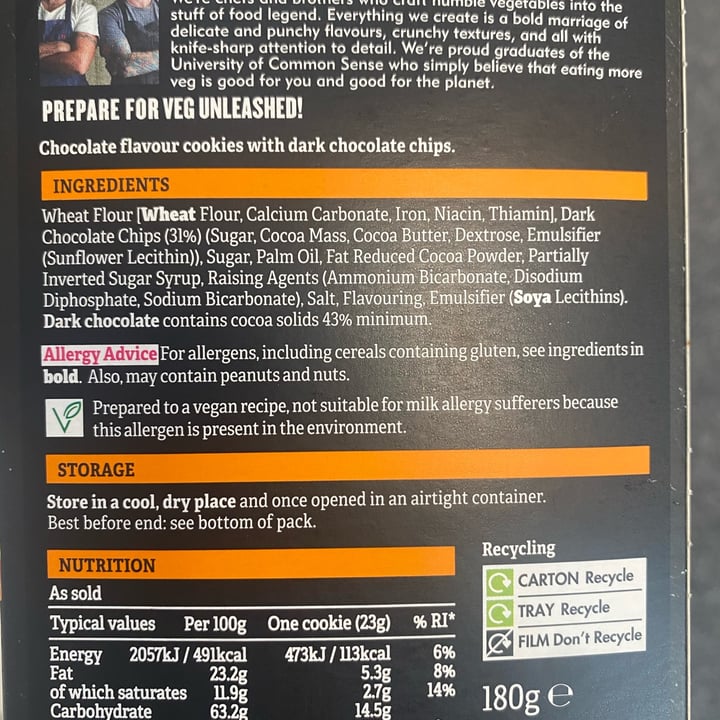 We're chefs and brothers who craft humble vegetables into the
stuff of food legend. Everything we create is a bold marriage of
delicate and punchy flavours, crunchy textures, and all with
knife-sharp attention to detail. We're proud graduates of the
University of Common Sense who simply believe that eating more
veg is good for you and good for the planet.
PREPARE FOR VEG UNLEASHED!
Chocolate flavour cookies with dark chocolate chips.
INGREDIENTS
Wheat Flour [Wheat Flour, Calcium Carbonate, Iron, Niacin, Thiamin], Dark
Chocolate Chips (31%) (Sugar, Cocoa Mass, Cocoa Butter, Dextrose, Emulsifier
(Sunflower Lecithin)), Sugar, Palm Oil, Fat Reduced Cocoa Powder, Partially
Inverted Sugar Syrup, Raising Agents (Ammonium Bicarbonate, Disodium
Diphosphate, Sodium Bicarbonate), Salt, Flavouring, Emulsifier (Soya Lecithins).
Dark chocolate contains cocoa solids 43% minimum.
Allergy Advice For allergens, including cereals containing gluten, see ingredients in
bold. Also, may contain peanuts and nuts.
Prepared to a vegan recipe, not suitable for milk allergy sufferers because
this allergen is present in the environment.
STORAGE
Store in a cool, dry place and once opened in an airtight container.
Best before end: see bottom of pack.
NUTRITION
As sold
Typical values Per 100g One cookie (23g) % RI*
Energy 2057kJ / 491kcal 473kJ / 113kcal 6%
Fat 23.2g 5.3g 8%
of which saturates 11.9g 2.7g 14%
Carbohydrate 63.2g 14.5g
Recycling
CARTON Recycle
TRAY Recycle
FILM Don't Recycle
180g e